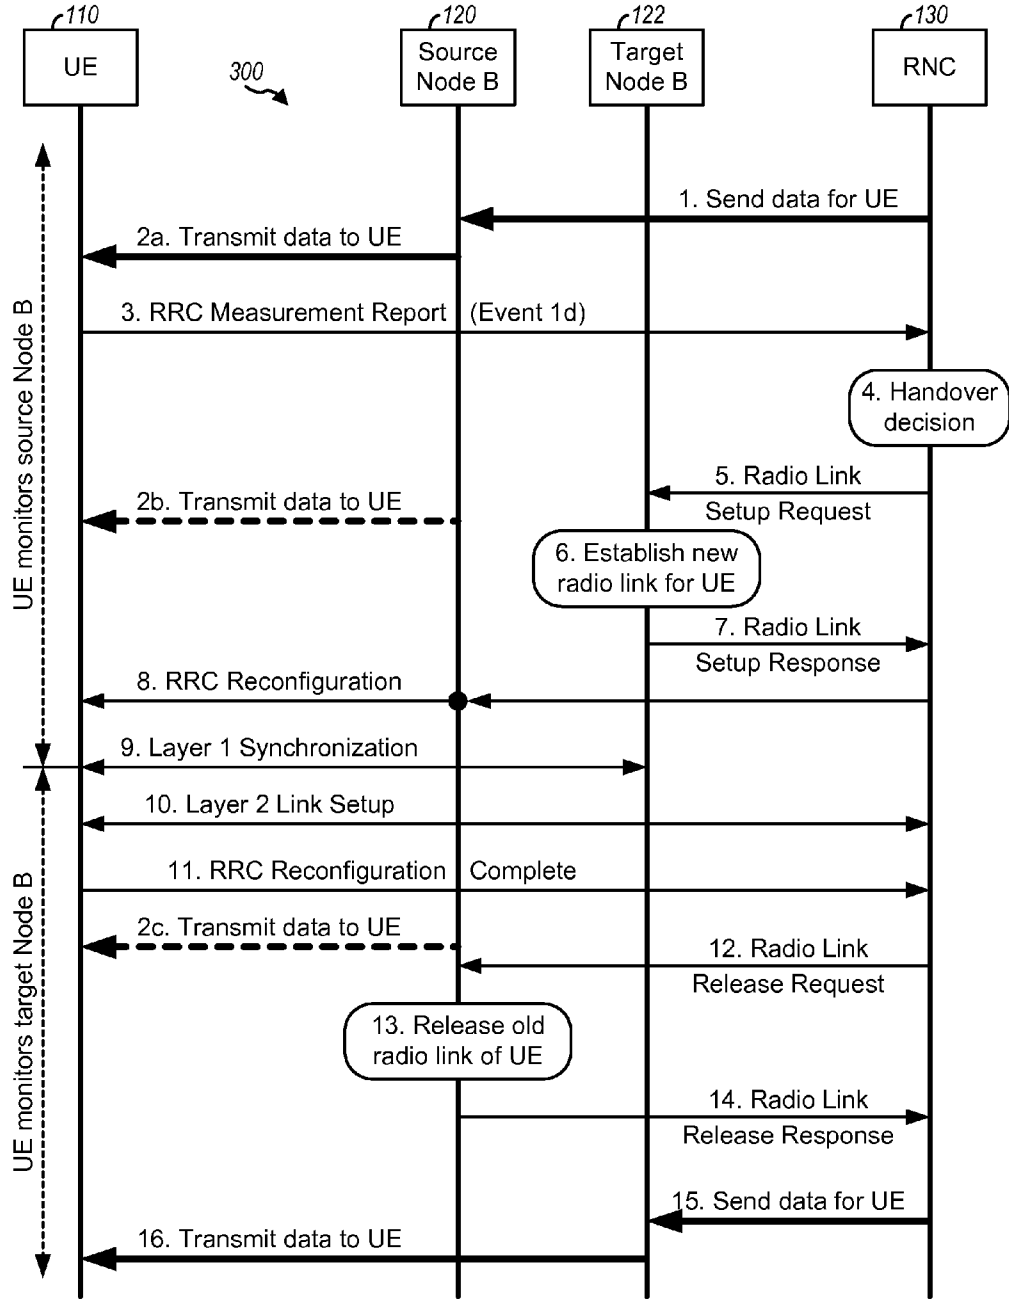 110
120
122
130
UE
Source
Node B
Target
Node B
RNC
300
1. Send data for UE
2a. Transmit data to UE
3. RRC Measurement Report (Event 1d)
4. Handover
decision
5. Radio Link
Setup Request
2b. Transmit data to UE
6. Establish new
radio link for UE
7. Radio Link
Setup Response
8. RRC Reconfiguration
UE monitors source Node B
9. Layer 1 Synchronization
10. Layer 2 Link Setup
11. RRC Reconfiguration Complete
2c. Transmit data to UE
12. Radio Link
Release Request
13. Release old
radio link of UE
14. Radio Link
Release Response
15. Send data for UE
16. Transmit data to UE
UE monitors target Node B